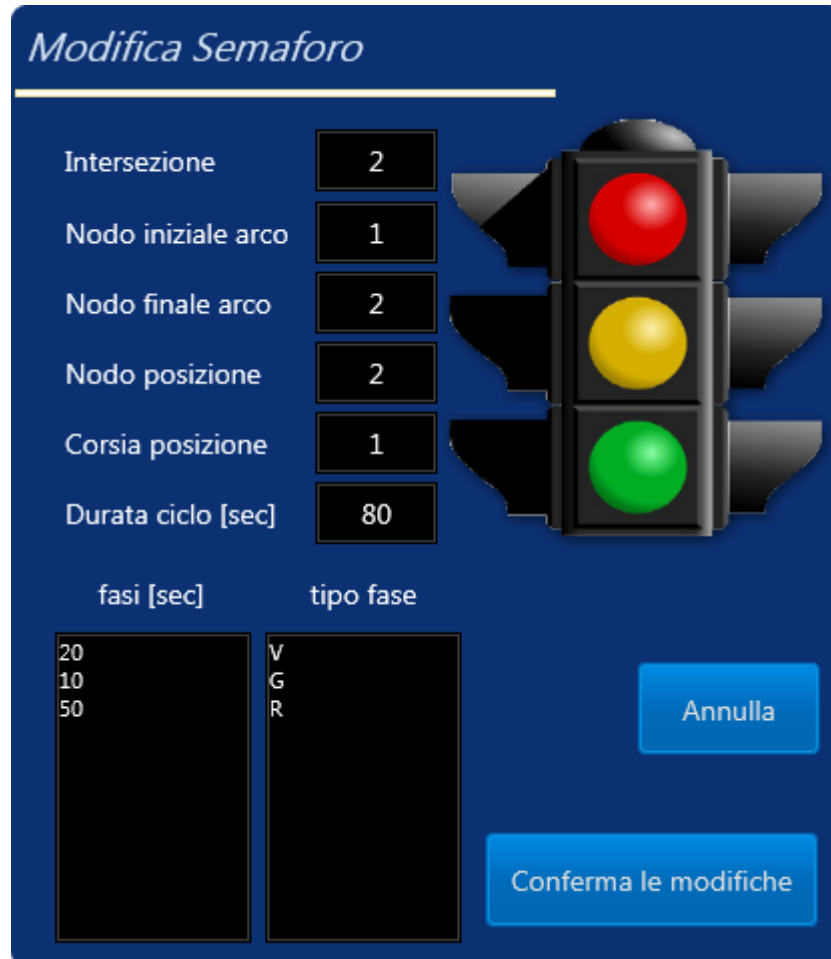 Modifica Semaforo
Intersezione 2
Nodo iniziale arco 1
Nodo finale arco 2
Nodo posizione 2
Corsia posizione 1
Durata ciclo [sec] 80
fasi [sec] tipo fase
20 V
10 G
50 R
Annulla
Conferma le modifiche